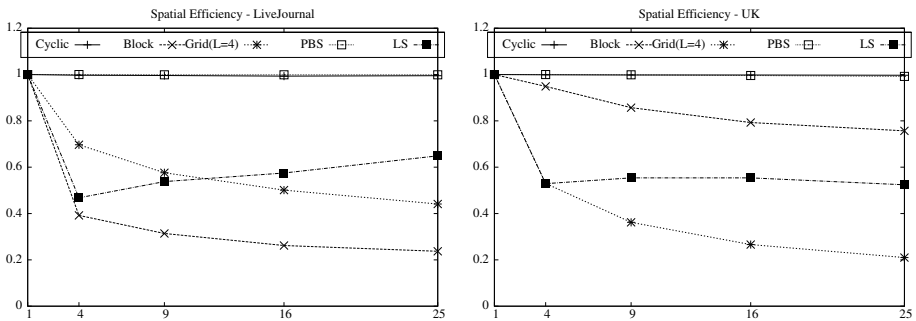 Spatial Efficiency - LiveJournal
1.2
Cyclic Block Grid(L=4) PBS LS
1
0.8
0.6
0.4
0.2
0
1 4 9 16 25
Spatial Efficiency - UK
1.2
Cyclic Block Grid(L=4) PBS LS
1
0.8
0.6
0.4
0.2
0
1 4 9 16 25